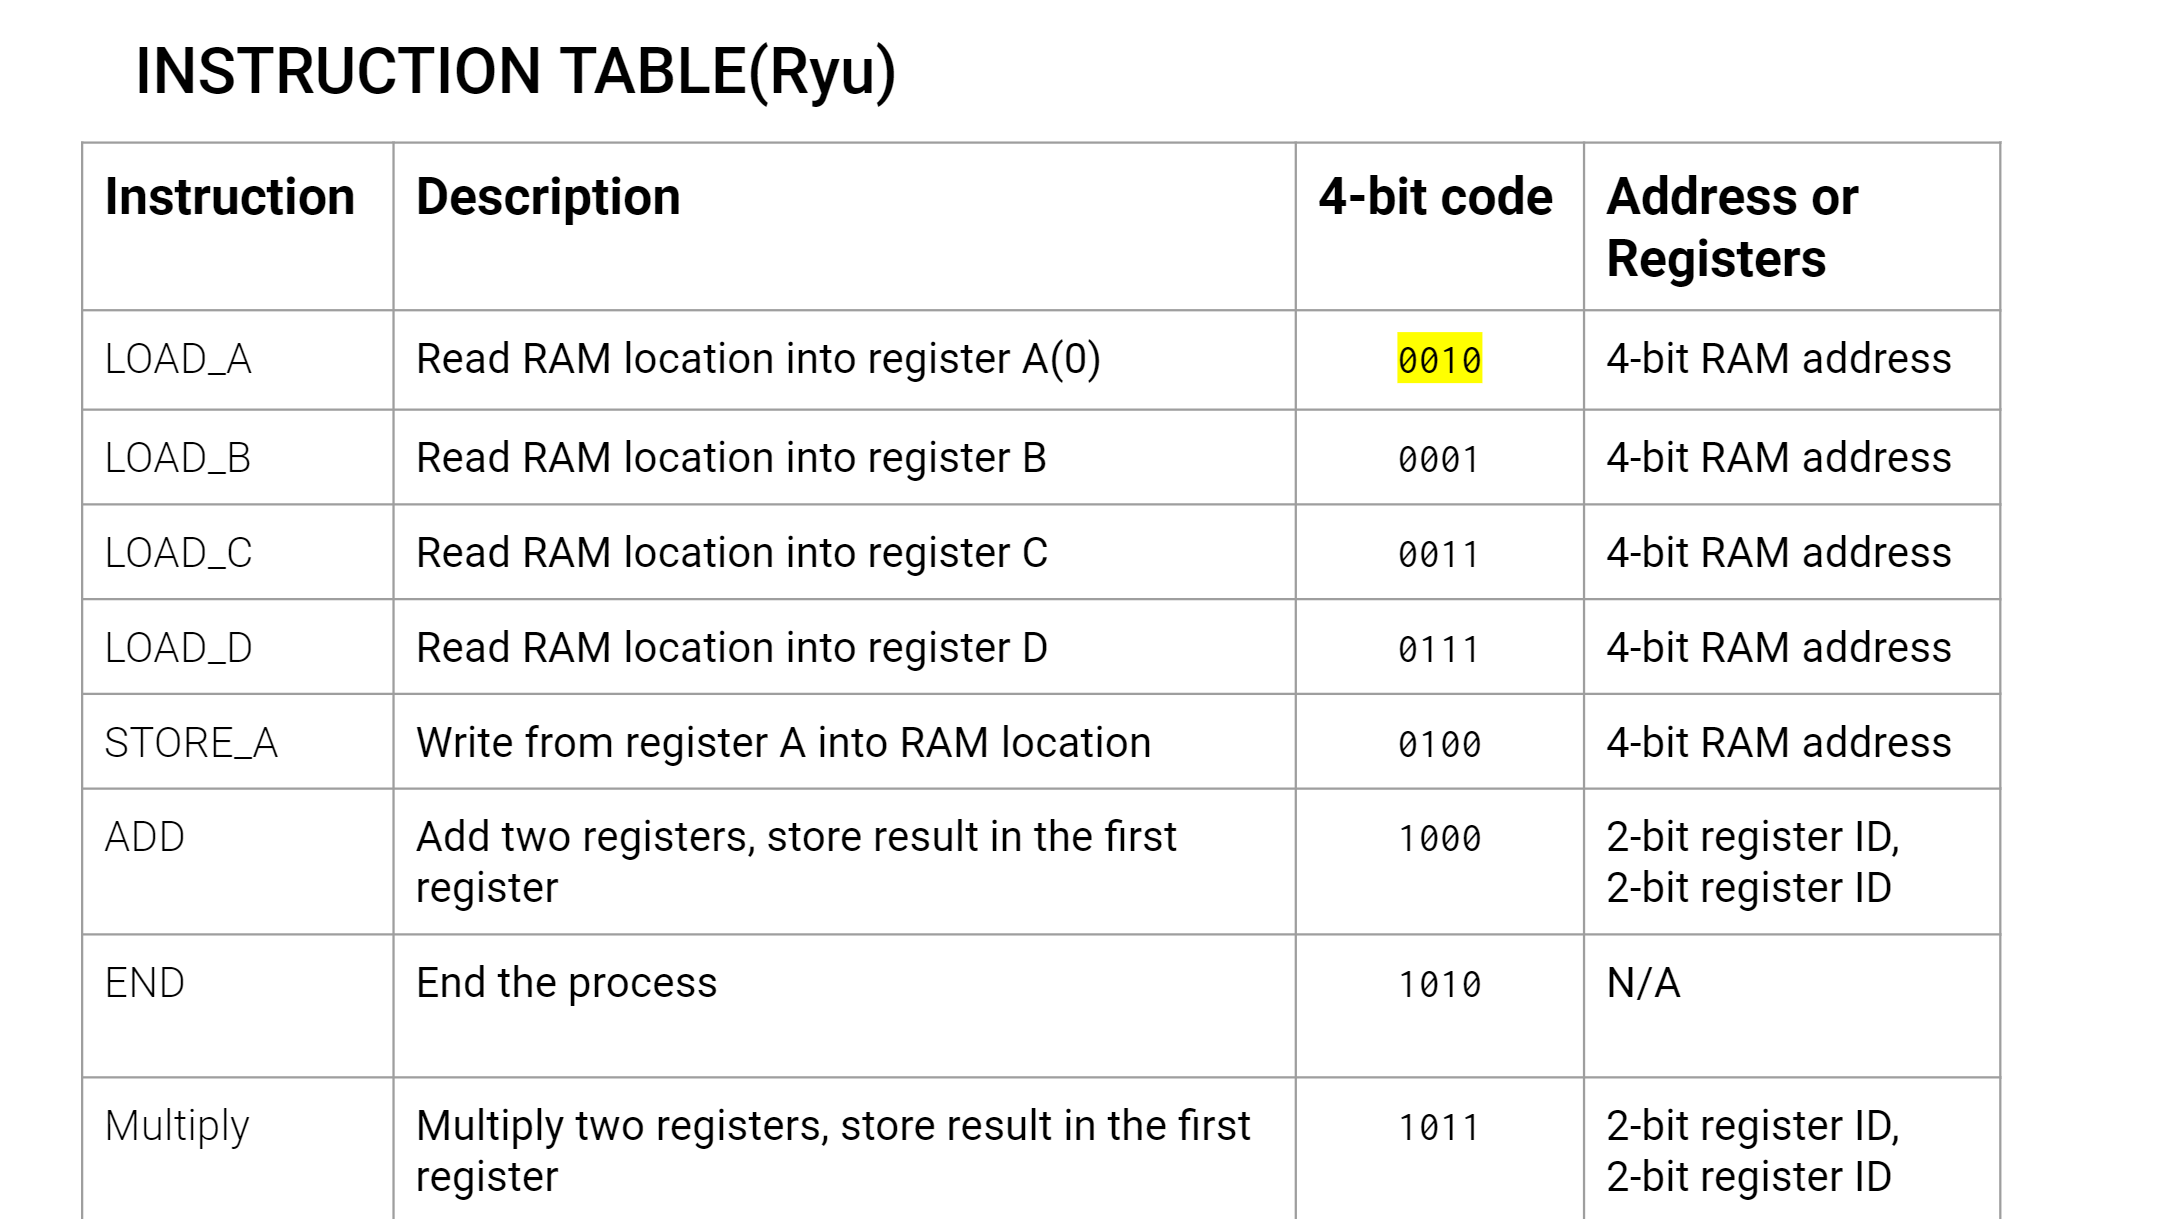 INSTRUCTION TABLE(Ryu)
Instruction Description 4-bit code Address or
Registers
LOAD_A Read RAM location into register A(0) 0010 4-bit RAM address
LOAD_B Read RAM location into register B 0001 4-bit RAM address
LOAD_C Read RAM location into register C 0011 4-bit RAM address
LOAD_D Read RAM location into register D 0111 4-bit RAM address
STORE_A Write from register A into RAM location 0100 4-bit RAM address
ADD Add two registers, store result in the first 1000 2-bit register ID,
register 2-bit register ID
END End the process 1010 N/A
Multiply Multiply two registers, store result in the first 1011 2-bit register ID,
register 2-bit register ID